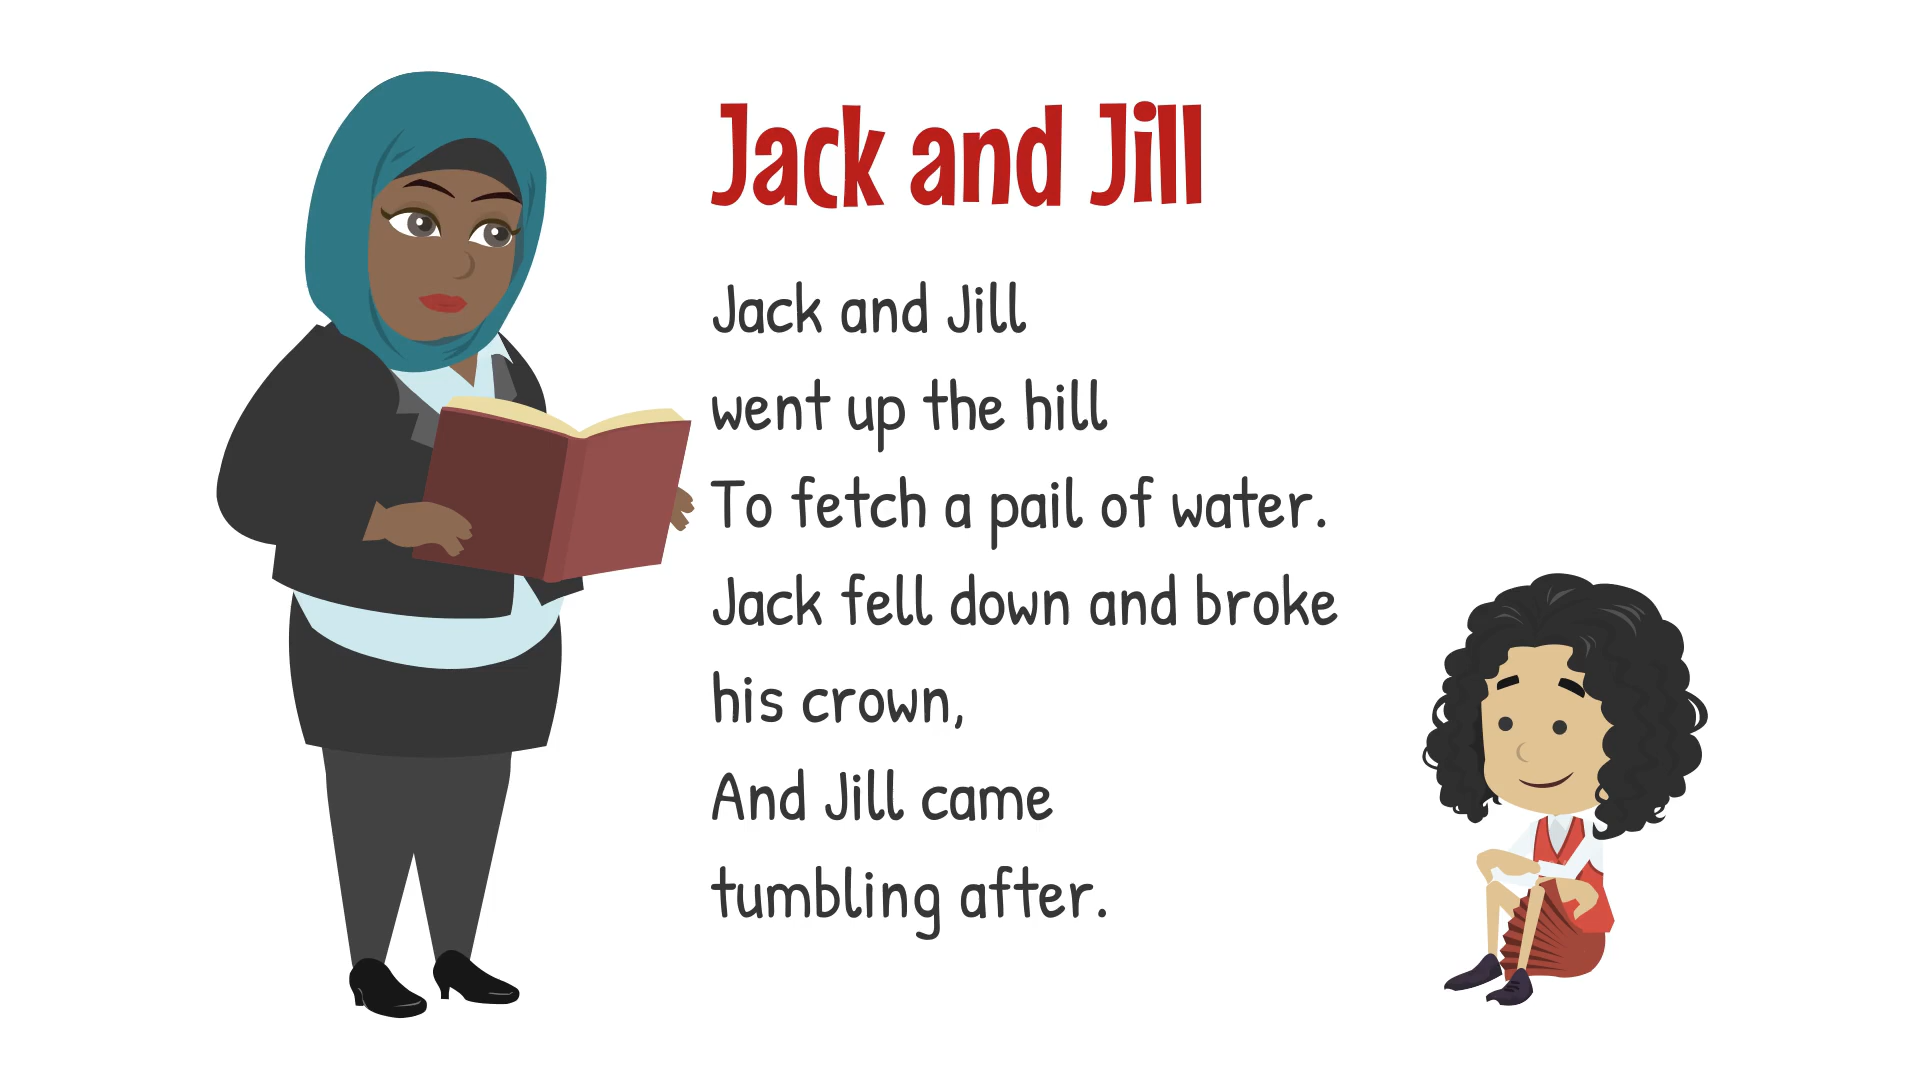 Jack and Jill
Jack and Jill
went up the hill
To fetch a pail of water.
Jack fell down and broke
his crown,
And Jill came
tumbling after.